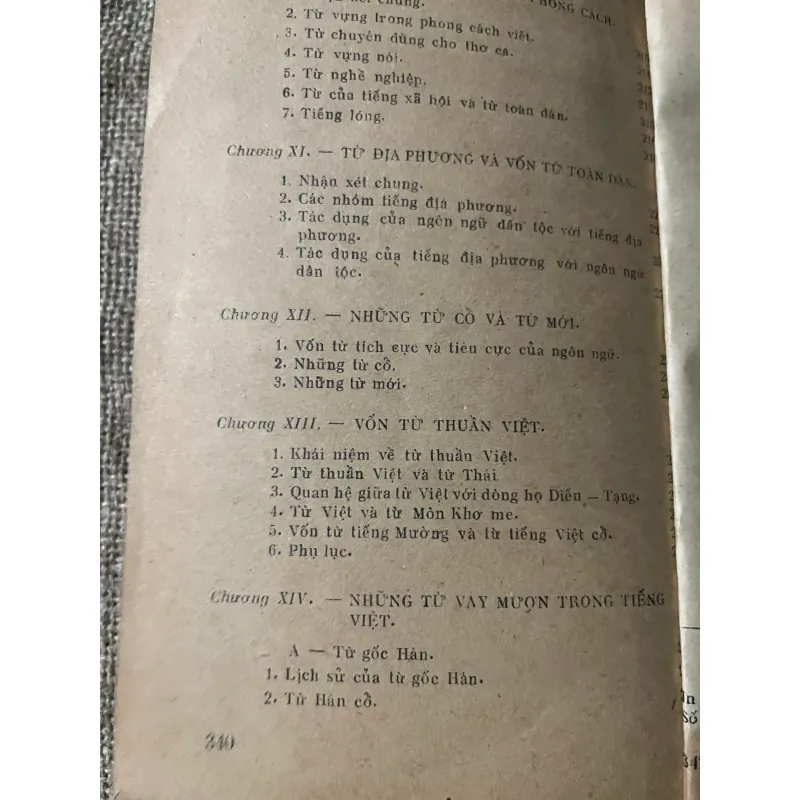 chung.
PHONG CÁCH.
2. Từ vựng trong phong cách viết.
3. Từ chuyên dùng cho thơ ca.
4. Từ vựng nói.
5. Từ nghề nghiệp.
6. Từ của tiếng xã hội và từ toàn dân.
7. Tiếng lóng.
Chương XI. — TỪ ĐỊA PHƯƠNG VÀ VỐN TỪ TOÀN DÂN.
1. Nhận xét chung.
2. Các nhóm tiếng địa phương.
3. Tác dụng của ngôn ngữ dân tộc với tiếng địa
phương.
4. Tác dụng của tiếng địa phương với ngôn ngữ
dân tộc.
Chương XII. — NHỮNG TỪ CỔ VÀ TỪ MỚI.
1. Vốn từ tích cực và tiêu cực của ngôn ngữ.
2. Những từ cổ.
3. Những từ mới.
Chương XIII. — VỐN TỪ THUẦN VIỆT.
1. Khái niệm về từ thuần Việt.
2. Từ thuần Việt và từ Thái
3. Quan hệ giữa từ Việt với dòng họ Diến — Tạng.
4. Từ Việt và từ Môn Khơ me.
5. Vốn từ tiếng Mường và từ tiếng Việt cổ.
6. Phụ lục.
Chương XIV. — NHỮNG TỪ VAY MƯỢN TRONG TIẾNG
VIỆT.
A — Từ gốc Hán.
1. Lịch sử của từ gốc Hán.
2. Từ Hán cổ.
340
Số